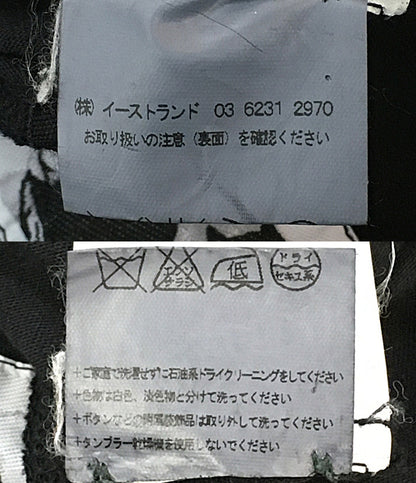 ㈱ イーストランド 03 6231 2970
お取り扱いの注意（裏面）を確認ください
エンソ
サラシ
低
ドライ
セキユ系
+ご家庭で洗濯せずに石油系ドライクリーニングをしてください
+色物は白色、淡色物と分けて洗ってください
+ボタンなどの附属装飾品は取り外して洗ってください
+タンブラー乾燥機を使用しないでください